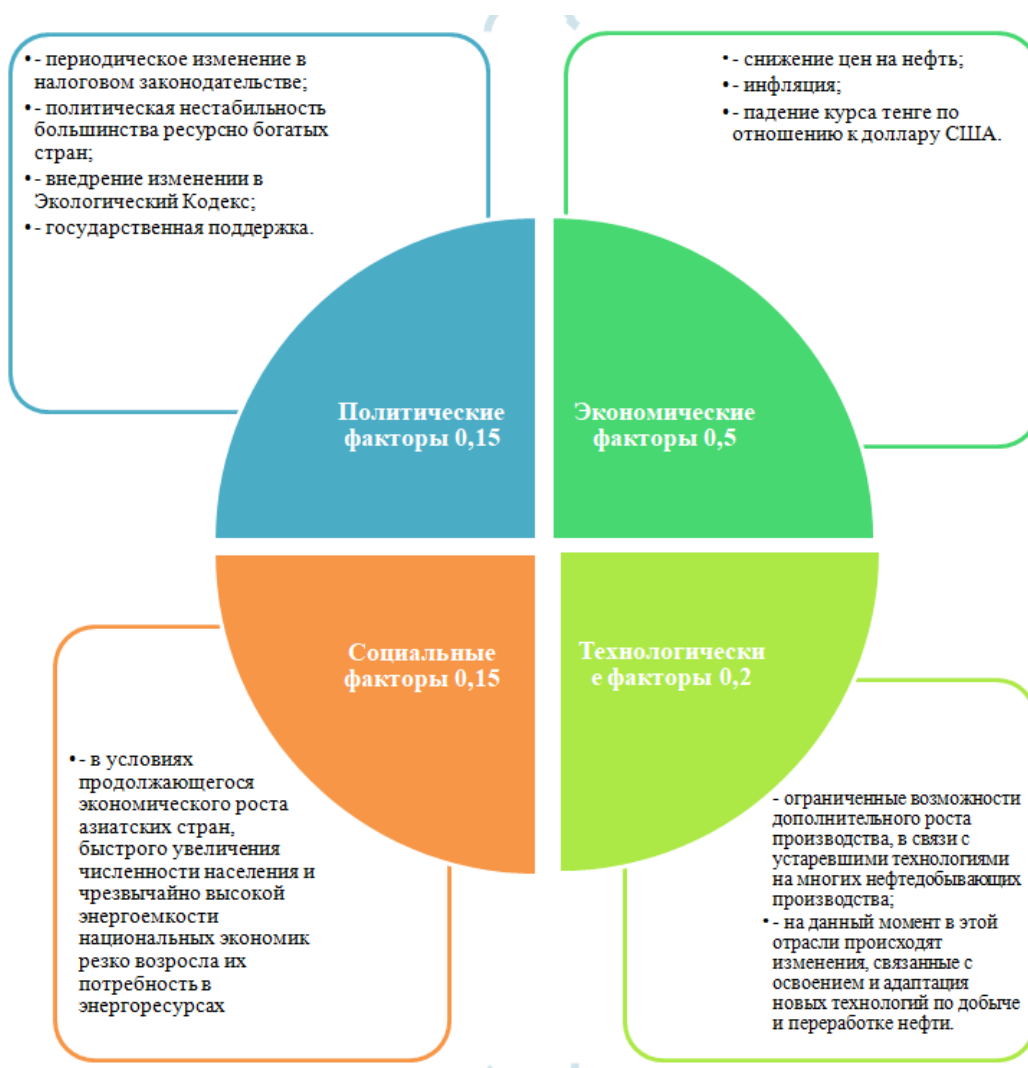 • - периодическое изменение в
налоговом законодательстве;
• - политическая нестабильность
большинства ресурсно богатых
стран;
• - внедрение изменении в
Экологический Кодекс;
• - государственная поддержка.
• - снижение цен на нефть;
• - инфляция;
• - падение курса тенге по
отношению к доллару США.
Политические
факторы 0,15
Экономические
факторы 0,5
Социальные
факторы 0,15
Технологически
е факторы 0,2
• - в условиях
продолжающегося
экономического роста
азиатских стран,
быстрого увеличения
численности населения и
чрезвычайно высокой
энергоемкости
национальных экономик
резко возросла их
потребность в
энергоресурсах
- ограниченные возможности
дополнительного роста
производства, в связи с
устаревшими технологиями
на многих нефтедобывающих
производства;
• - на данный момент в этой
отрасли происходят
изменения, связанные с
освоением и адаптация
новых технологий по добыче
и переработке нефти.